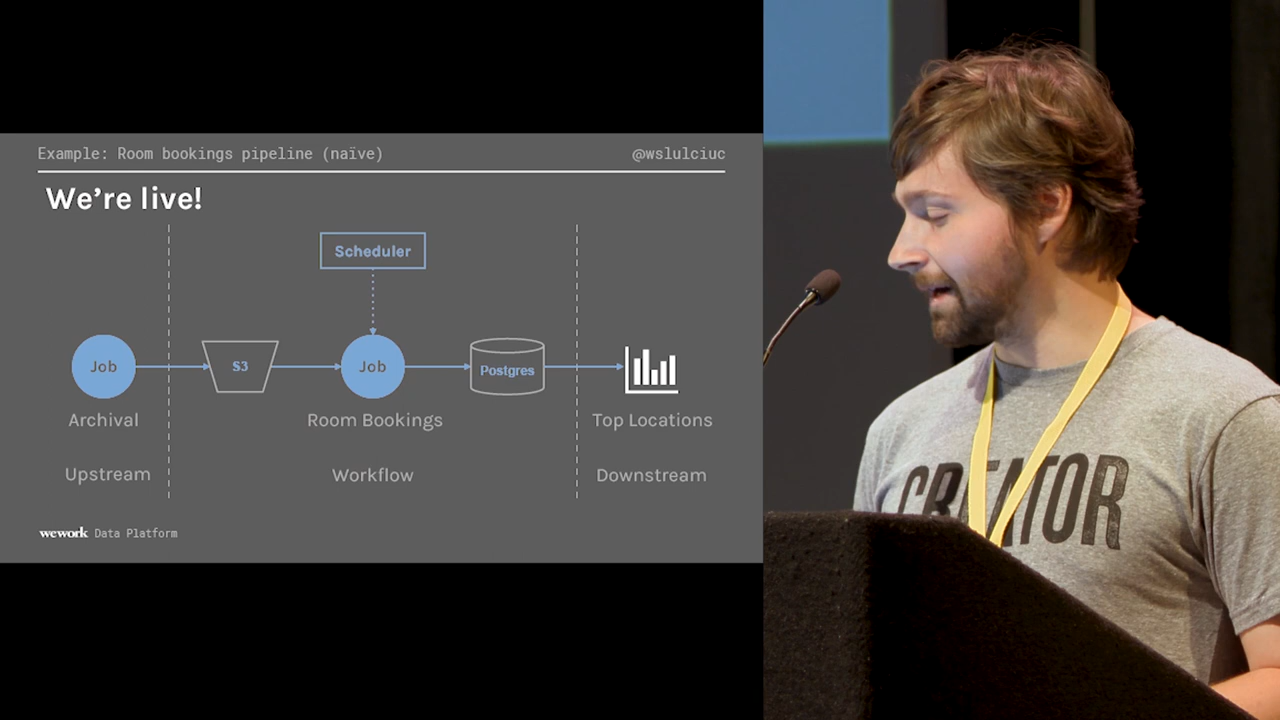 Example: Room bookings pipeline (naïve)
@wslulciuc
We're live!
Scheduler
Job
S3
Job
Postgres
Archival
Room Bookings
Top Locations
Upstream
Workflow
Downstream
wework Data Platform
CREATOR